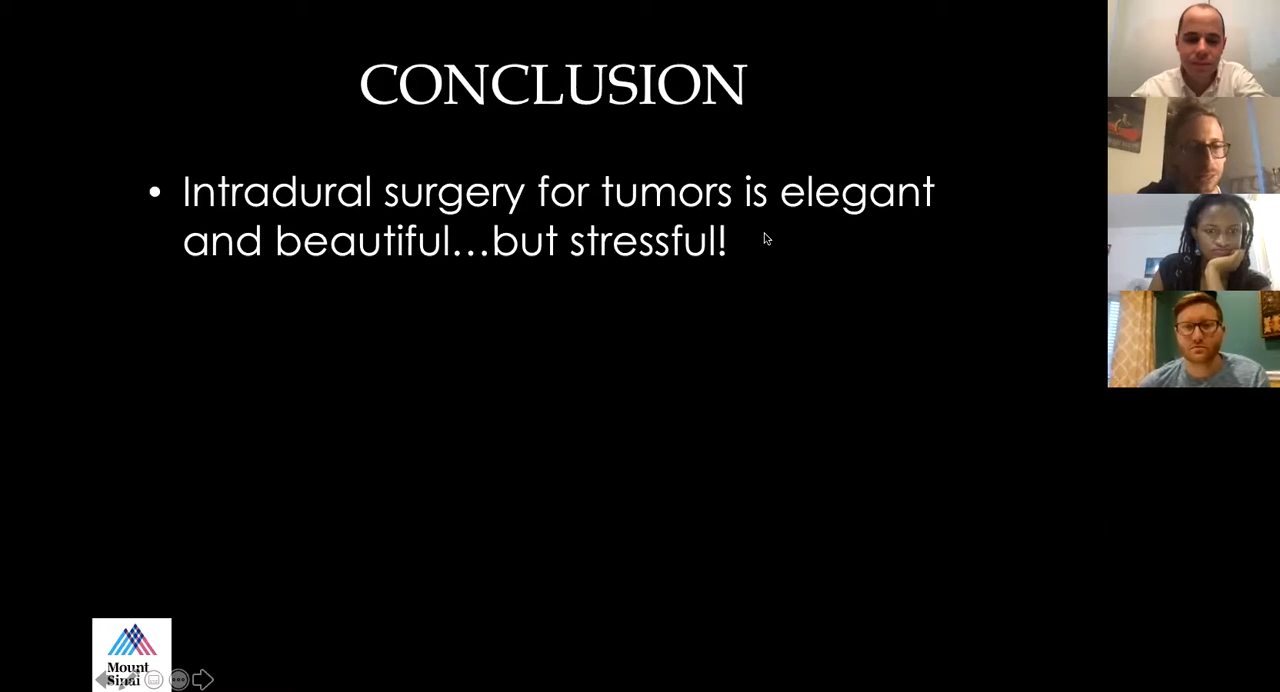 CONCLUSION
• Intradural surgery for tumors is elegant
and beautiful…but stressful!
Mount
Sinai